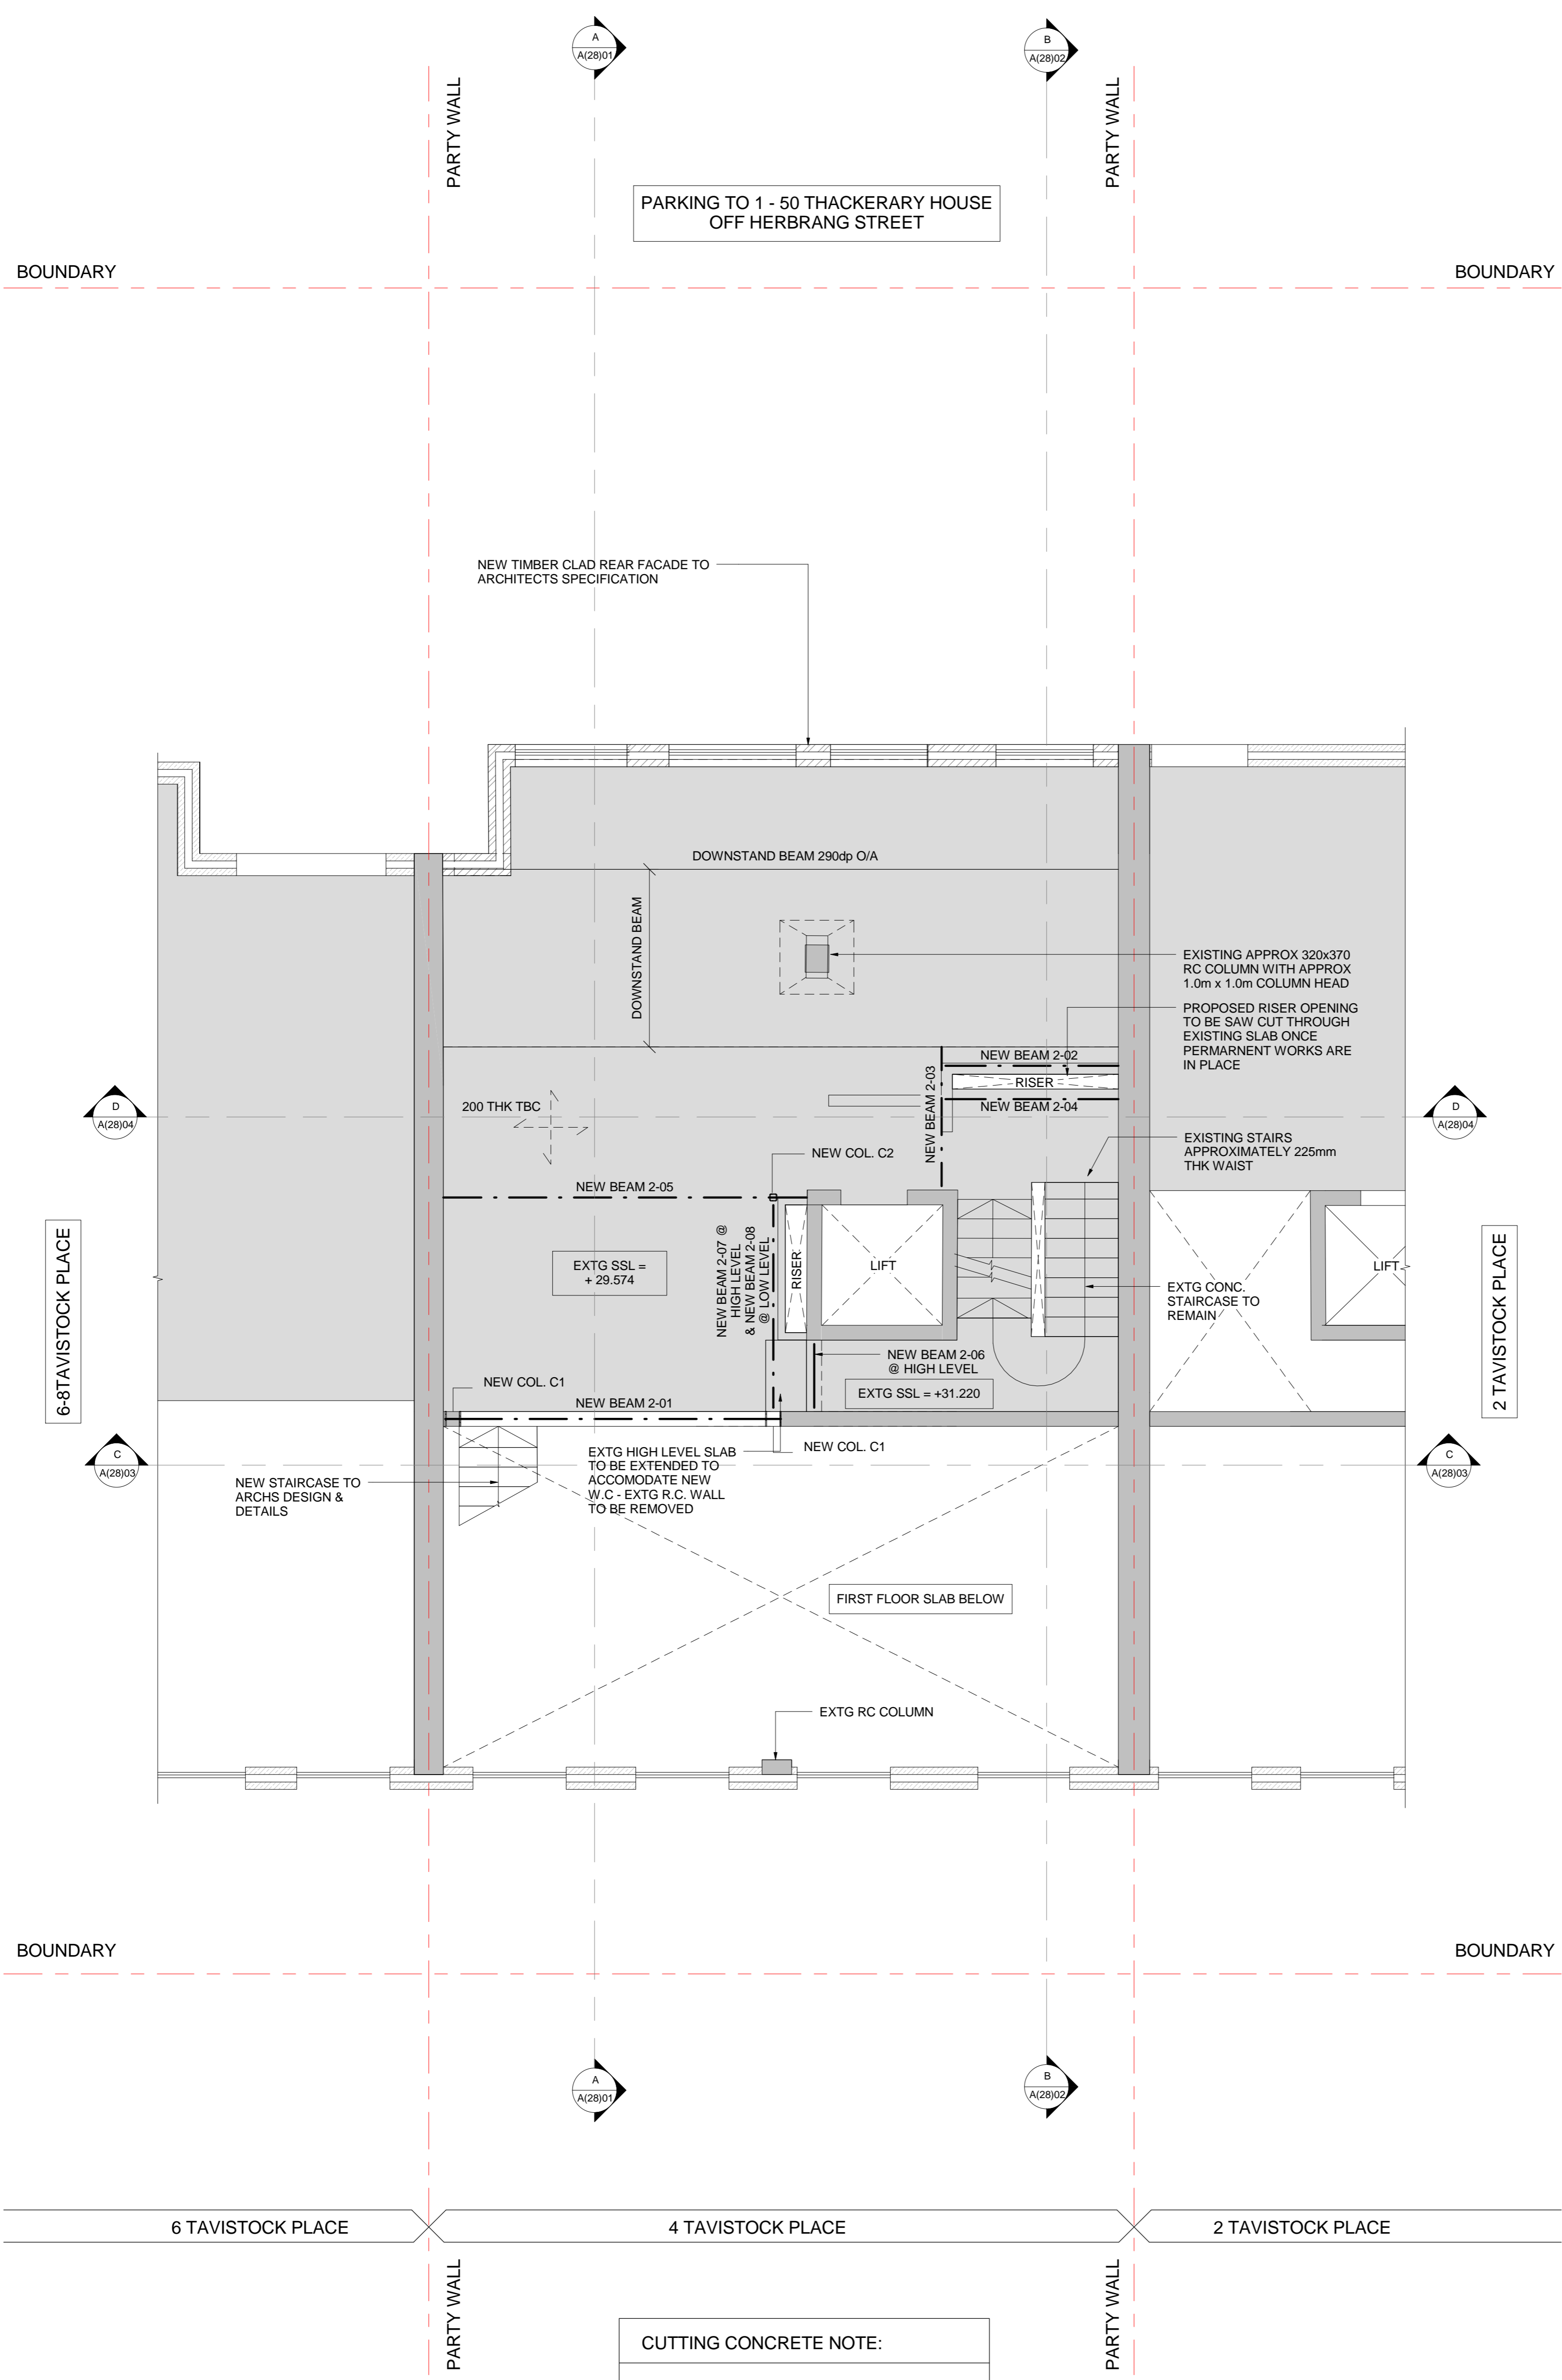 A
A(28)01
B
A(28)02
PARTY WALL
PARTY WALL
PARKING TO 1 - 50 THACKERARY HOUSE
OFF HERBRANG STREET
BOUNDARY
BOUNDARY
NEW TIMBER CLAD REAR FACADE TO
ARCHITECTS SPECIFICATION
DOWNSTAND BEAM 290dp O/A
DOWNSTAND BEAM
EXISTING APPROX 320x370
RC COLUMN WITH APPROX
1.0m x 1.0m COLUMN HEAD
PROPOSED RISER OPENING
TO BE SAW CUT THROUGH
EXISTING SLAB ONCE
PERMARNENT WORKS ARE
IN PLACE
NEW BEAM 2-02
RISER
NEW BEAM 2-03
NEW BEAM 2-04
D
A(28)04
200 THK TBC
D
A(28)04
EXISTING STAIRS
APPROXIMATELY 225mm
THK WAIST
NEW COL. C2
NEW BEAM 2-05
6-8TAVISTOCK PLACE
EXTG SSL =
+ 29.574
NEW BEAM 2-07 @
HIGH LEVEL
& NEW BEAM 2-08
@ LOW LEVEL
RISER
LIFT
EXTG CONC.
STAIRCASE TO
REMAIN
LIFT
2 TAVISTOCK PLACE
NEW BEAM 2-06
@ HIGH LEVEL
EXTG SSL = +31.220
NEW COL. C1
NEW BEAM 2-01
NEW COL. C1
EXTG HIGH LEVEL SLAB
TO BE EXTENDED TO
ACCOMODATE NEW
W.C - EXTG R.C. WALL
TO BE REMOVED
C
A(28)03
C
A(28)03
NEW STAIRCASE TO
ARCHS DESIGN &
DETAILS
FIRST FLOOR SLAB BELOW
EXTG RC COLUMN
BOUNDARY
BOUNDARY
A
A(28)01
B
A(28)02
6 TAVISTOCK PLACE
4 TAVISTOCK PLACE
2 TAVISTOCK PLACE
PARTY WALL
PARTY WALL
CUTTING CONCRETE NOTE: